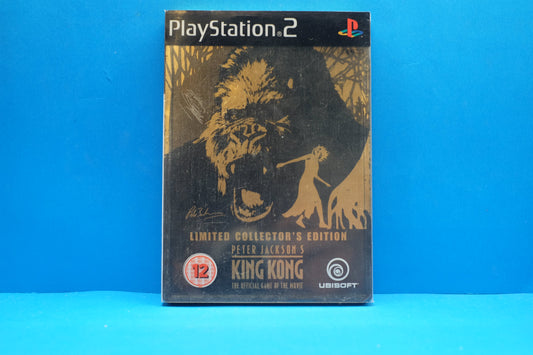 PlayStation®2
LIMITED COLLECTOR'S EDITION
PETER JACKSON'S
KING KONG
THE OFFICIAL GAME OF THE MOVIE
12
UBISOFT